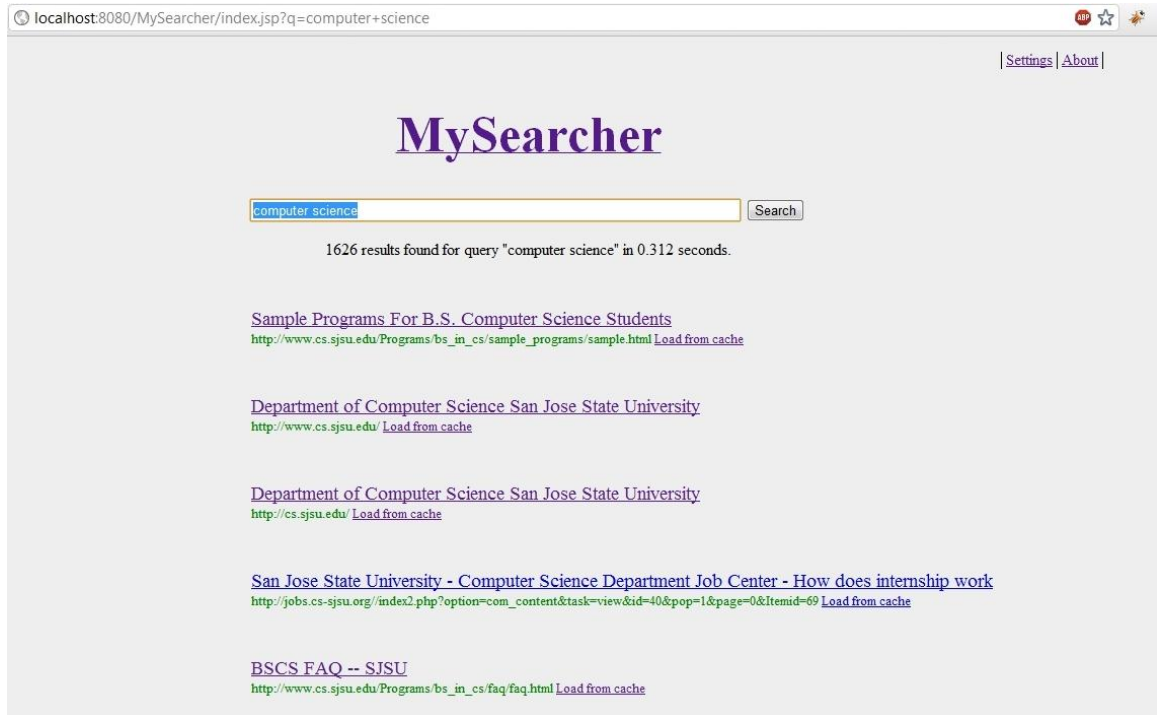 localhost:8080/MySearcher/index.jsp?q=computer+science
ABP
|Settings|About|
MySearcher
computer science Search
1626 results found for query "computer science" in 0.312 seconds.
Sample Programs For B.S. Computer Science Students
http://www.cs.sjsu.edu/Programs/bs_in_cs/sample_programs/sample.html Load from cache
Department of Computer Science San Jose State University
http://www.cs.sjsu.edu/ Load from cache
Department of Computer Science San Jose State University
http://cs.sjsu.edu/ Load from cache
San Jose State University - Computer Science Department Job Center - How does internship work
http://jobs.cs-sjsu.org//index2.php?option=com_content&task=view&id=40&pop=1&page=0&Itemid=69 Load from cache
BSCS FAQ -- SJSU
http://www.cs.sjsu.edu/Programs/bs_in_cs/faq/faq.html Load from cache